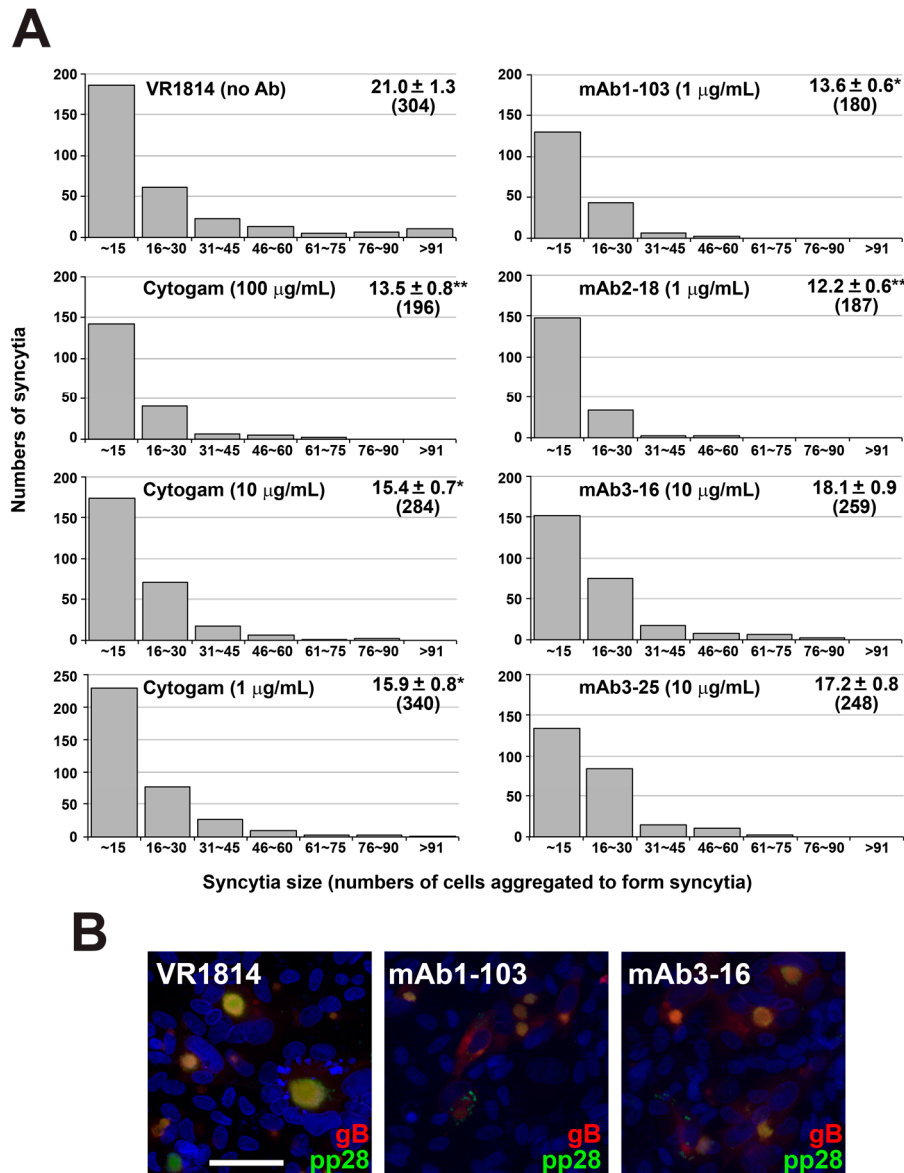 A
VR1814 (no Ab)
21.0 ± 1.3
(304)
200
150
100
50
0
~15 16~30 31~45 46~60 61~75 76~90 >91
mAb1-103 (1 μg/mL)
13.6 ± 0.6*
(180)
200
150
100
50
0
~15 16~30 31~45 46~60 61~75 76~90 >91
Cytogam (100 μg/mL)
13.5 ± 0.8**
(196)
200
150
100
50
0
~15 16~30 31~45 46~60 61~75 76~90 >91
mAb2-18 (1 μg/mL)
12.2 ± 0.6**
(187)
200
150
100
50
0
~15 16~30 31~45 46~60 61~75 76~90 >91
Cytogam (10 μg/mL)
15.4 ± 0.7*
(284)
200
150
100
50
0
~15 16~30 31~45 46~60 61~75 76~90 >91
mAb3-16 (10 μg/mL)
18.1 ± 0.9
(259)
200
150
100
50
0
~15 16~30 31~45 46~60 61~75 76~90 >91
Cytogam (1 μg/mL)
15.9 ± 0.8*
(340)
250
200
150
100
50
0
~15 16~30 31~45 46~60 61~75 76~90 >91
mAb3-25 (10 μg/mL)
17.2 ± 0.8
(248)
200
150
100
50
0
~15 16~30 31~45 46~60 61~75 76~90 >91
Numbers of syncytia
Syncytia size (numbers of cells aggregated to form syncytia)
B
VR1814
gB
pp28
mAb1-103
gB
pp28
mAb3-16
gB
pp28